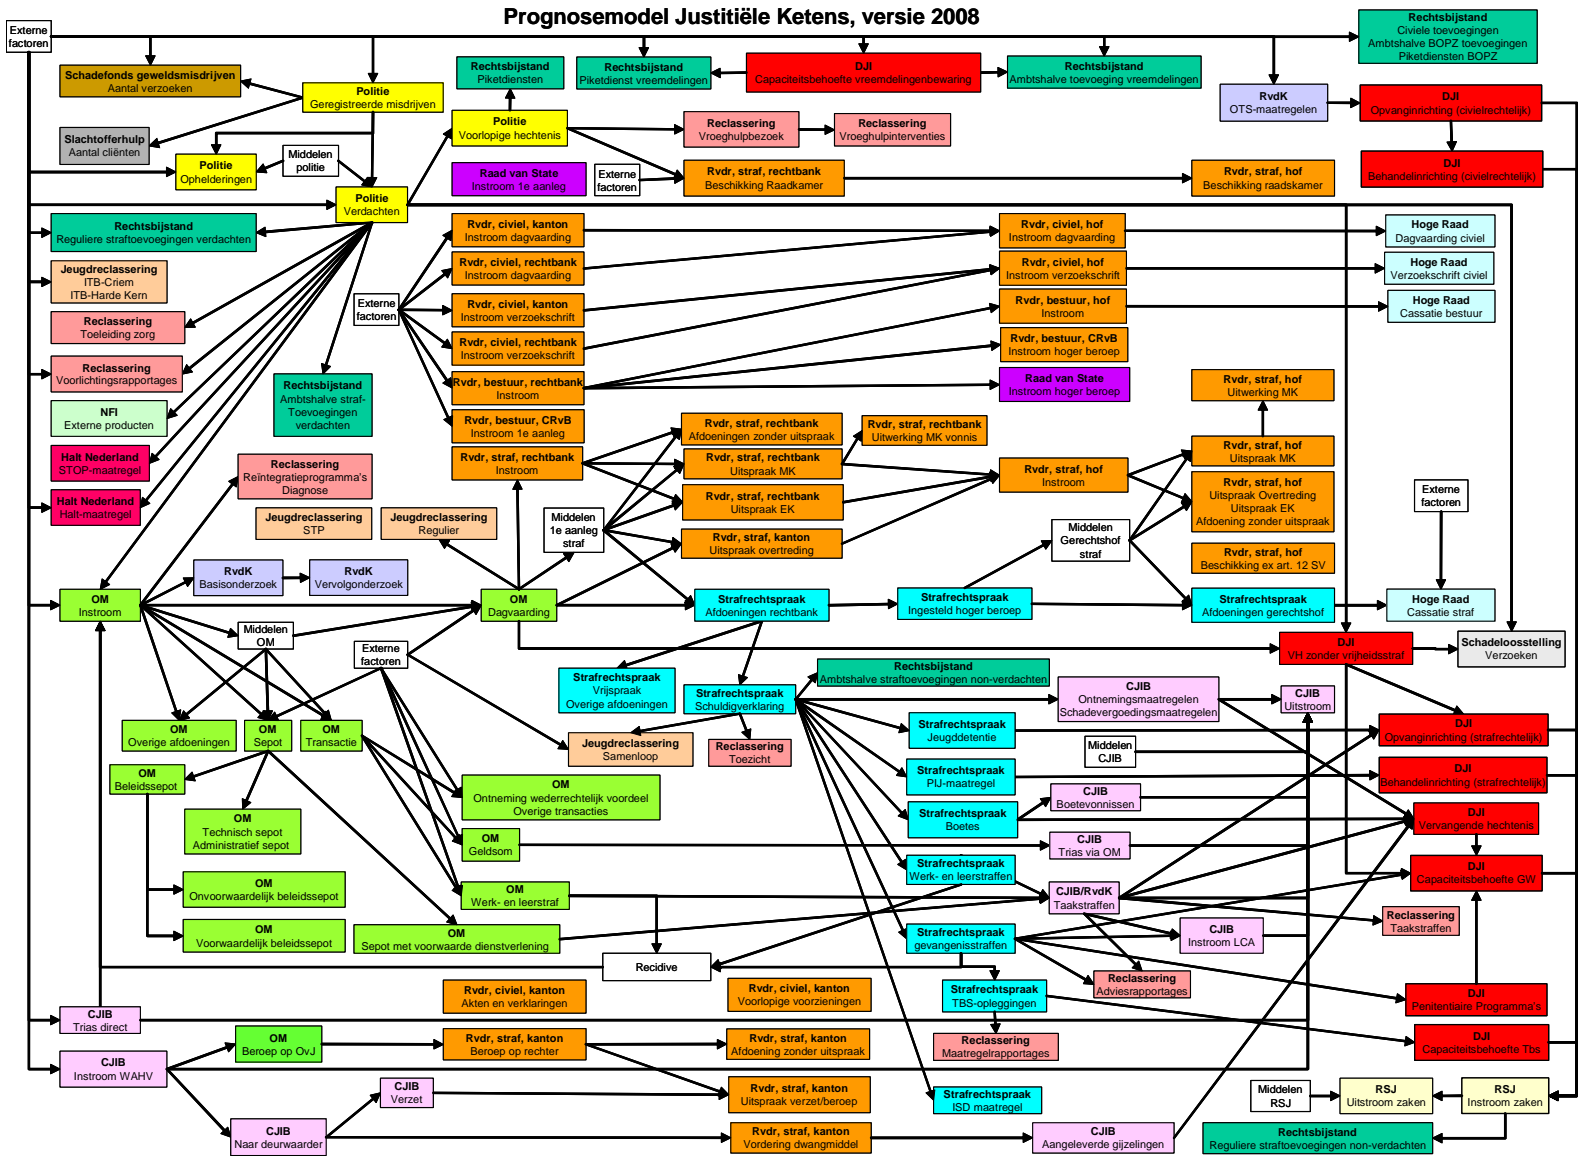 Prognosemodel Justitiële Ketens, versie 2008
Externe
factoren
Rechtsbijstand
Civiele toevoegingen
Ambtshalve BOPZ toevoegingen
Piketdiensten BOPZ
Schadefonds geweldsmisdrijven
Aantal verzoeken
Politie
Geregistreerde misdrijven
Rechtsbijstand
Piketdiensten
Rechtsbijstand
Piketdienst vreemdelingen
DJI
Capaciteitsbehoefte vreemdelingenbewaring
Rechtsbijstand
Ambtshalve toevoeging vreemdelingen
RvdK
OTS-maatregelen
DJI
Opvanginrichting (civielrechtelijk)
Slachtofferhulp
Aantal cliënten
Politie
Ophelderingen
Middelen
politie
Politie
Voorlopige hechtenis
Reclassering
Vroeghulpbezoek
Reclassering
Vroeghulpinterventies
DJI
Behandelinrichting (civielrechtelijk)
Raad van State
Instroom 1e aanleg
Externe
factoren
Rvdr, straf, rechtbank
Beschikking Raadkamer
Rvdr, straf, hof
Beschikking raadskamer
Politie
Verdachten
Rechtsbijstand
Reguliere straftoevoegingen verdachten
Rvdr, civiel, kanton
Instroom dagvaarding
Rvdr, civiel, hof
Instroom dagvaarding
Hoge Raad
Dagvaarding civiel
Jeugdreclassering
ITB-Criem
ITB-Harde Kern
Rvdr, civiel, rechtbank
Instroom dagvaarding
Rvdr, civiel, hof
Instroom verzoekschrift
Hoge Raad
Verzoekschrift civiel
Externe
factoren
Rvdr, civiel, kanton
Instroom verzoekschrift
Rvdr, bestuur, hof
Instroom
Hoge Raad
Cassatie bestuur
Reclassering
Toeleiding zorg
Rvdr, civiel, rechtbank
Instroom verzoekschrift
Rvdr, bestuur, CRvB
Instroom hoger beroep
Reclassering
Voorlichtingsrapportages
Rechtsbijstand
Ambtshalve straf-
Toevoegingen
verdachten
Rvdr, bestuur, rechtbank
Instroom
Raad van State
Instroom hoger beroep
Rvdr, straf, hof
Uitwerking MK
NFI
Externe producten
Rvdr, bestuur, CRvB
Instroom 1e aanleg
Rvdr, straf, rechtbank
Afdoeningen zonder uitspraak
Rvdr, straf, rechtbank
Uitwerking MK vonnis
Halt Nederland
STOP-maatregel
Reclassering
Reïntegratieprogramma's
Diagnose
Rvdr, straf, rechtbank
Instroom
Rvdr, straf, rechtbank
Uitspraak MK
Rvdr, straf, hof
Instroom
Rvdr, straf, hof
Uitspraak MK
Halt Nederland
Halt-maatregel
Rvdr, straf, rechtbank
Uitspraak EK
Rvdr, straf, hof
Uitspraak Overtreding
Uitspraak EK
Afdoening zonder uitspraak
Externe
factoren
Jeugdreclassering
STP
Jeugdreclassering
Regulier
Middelen
1e aanleg
straf
Rvdr, straf, kanton
Uitspraak overtreding
Middelen
Gerechtshof
straf
Rvdr, straf, hof
Beschikking ex art. 12 SV
RvdK
Basisonderzoek
RvdK
Vervolgonderzoek
OM
Instroom
OM
Dagvaarding
Strafrechtspraak
Afdoeningen rechtbank
Strafrechtspraak
Ingesteld hoger beroep
Strafrechtspraak
Afdoeningen gerechtshof
Hoge Raad
Cassatie straf
Middelen
OM
Externe
factoren
DJI
VH zonder vrijheidsstraf
Schadeloosstelling
Verzoeken
Strafrechtspraak
Vrijspraak
Overige afdoeningen
Strafrechtspraak
Schuldigverklaring
Rechtsbijstand
Ambtshalve straftoevoegingen non-verdachten
CJIB
Ontnemingsmaatregelen
Schadevergoedingsmaatregelen
CJIB
Uitstroom
OM
Overige afdoeningen
OM
Sepot
OM
Transactie
Jeugdreclassering
Samenloop
Reclassering
Toezicht
Strafrechtspraak
Jeugddetentie
Middelen
CJIB
DJI
Opvanginrichting (strafrechtelijk)
OM
Beleidssepot
OM
Ontneming wederrechtelijk voordeel
Overige transacties
Strafrechtspraak
PIJ-maatregel
DJI
Behandelinrichting (strafrechtelijk)
OM
Technisch sepot
Administratief sepot
Strafrechtspraak
Boetes
CJIB
Boetevonnissen
DJI
Vervangende hechtenis
OM
Geldsom
CJIB
Trias via OM
OM
Onvoorwaardelijk beleidssepot
OM
Werk- en leerstraf
Strafrechtspraak
Werk- en leerstraffen
CJIB/RvdK
Taakstraffen
DJI
Capaciteitsbehoefte GW
Reclassering
Taakstraffen
OM
Voorwaardelijk beleidssepot
OM
Sepot met voorwaarde dienstverlening
Strafrechtspraak
gevangenisstraffen
CJIB
Instroom LCA
Recidive
Reclassering
Adviesrapportages
Rvdr, civiel, kanton
Akten en verklaringen
Rvdr, civiel, kanton
Voorlopige voorzieningen
Strafrechtspraak
TBS-opleggingen
DJI
Penitentiaire Programma's
CJIB
Trias direct
OM
Beroep op OvJ
Rvdr, straf, kanton
Beroep op rechter
Rvdr, straf, kanton
Afdoening zonder uitspraak
Reclassering
Maatregelrapportages
DJI
Capaciteitsbehoefte Tbs
CJIB
Instroom WAHV
CJIB
Verzet
Rvdr, straf, kanton
Uitspraak verzet/beroep
Strafrechtspraak
ISD maatregel
Middelen
RSJ
RSJ
Uitstroom zaken
RSJ
Instroom zaken
CJIB
Naar deurwaarder
Rvdr, straf, kanton
Vordering dwangmiddel
CJIB
Aangeleverde gijzelingen
Rechtsbijstand
Reguliere straftoevoegingen non-verdachten